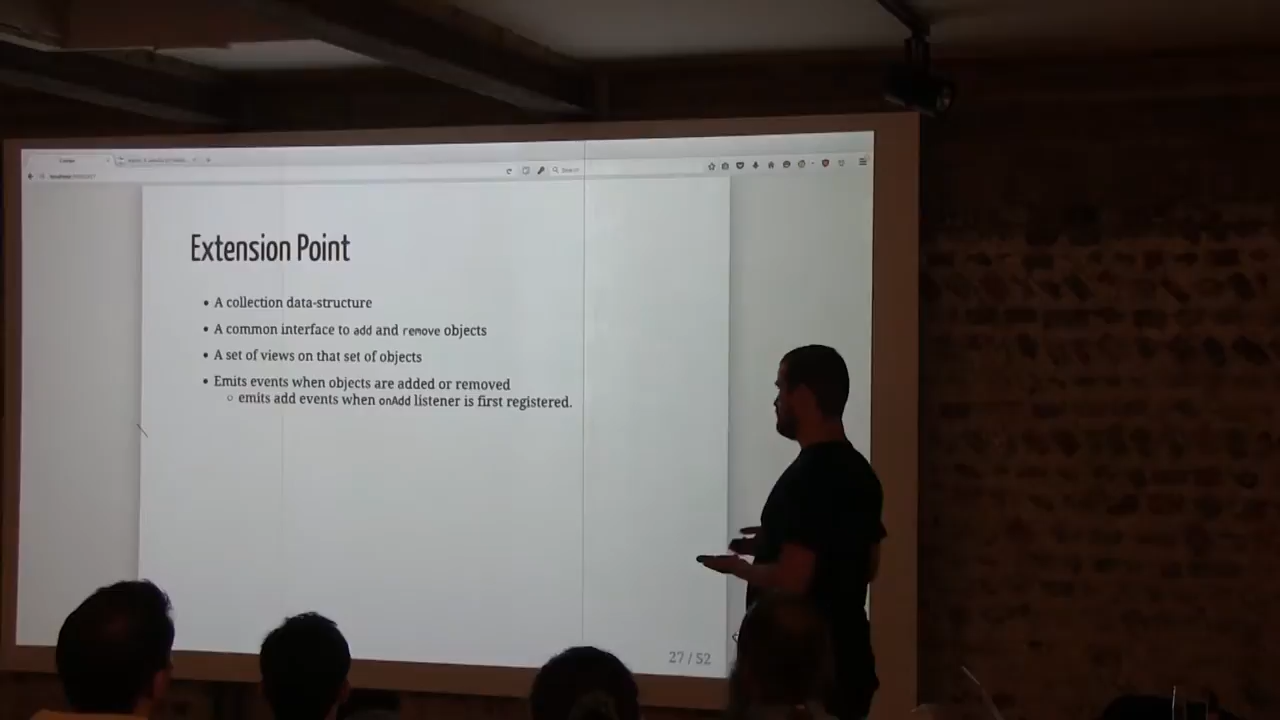 Search
Extension Point
• A collection data-structure
• A common interface to add and remove objects
• A set of views on that set of objects
• Emits events when objects are added or removed
○ emits add events when onAdd listener is first registered.
27 / 52